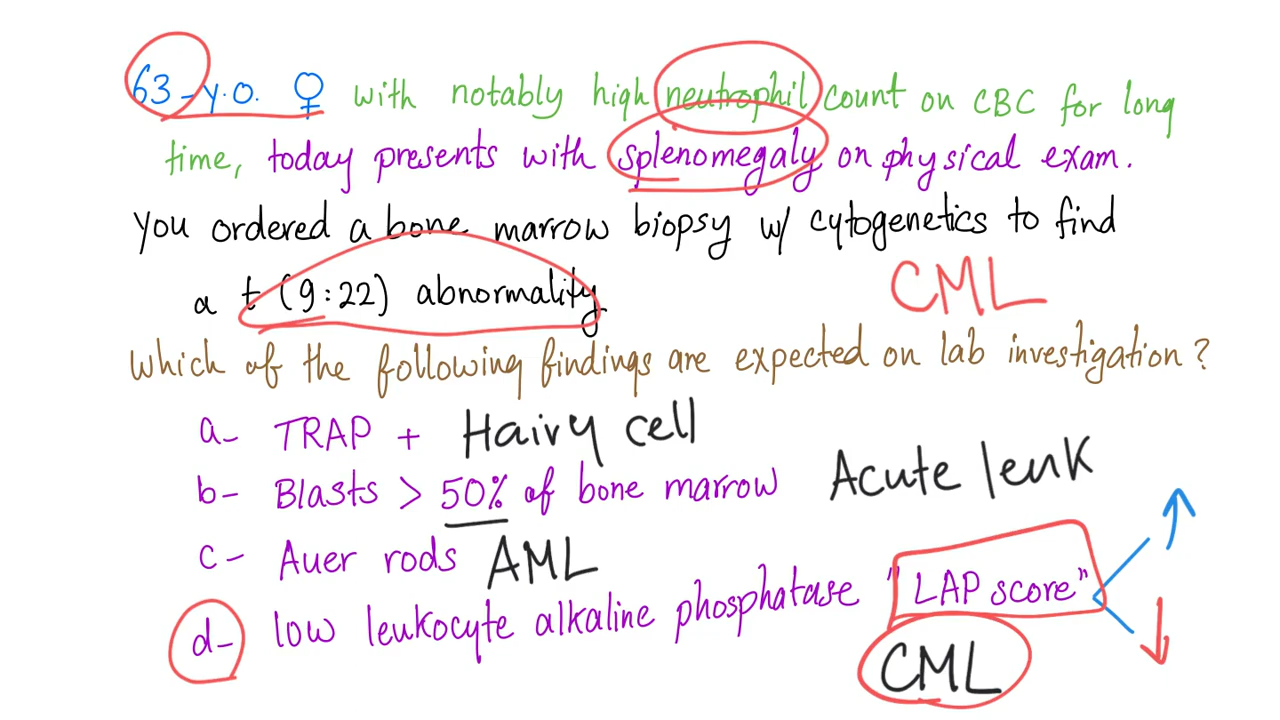 63-y.o. ♀ with notably high neutrophil count on CBC for long
time, today presents with splenomegaly on physical exam.
You ordered a bone marrow biopsy w/ cytogenetics to find
a t (9:22) abnormality
CML
Which of the following findings are expected on lab investigation?
a- TRAP + Hairy cell
b- Blasts > 50% of bone marrow Acute leuk
c- Auer rods AML
d- low leukocyte alkaline phosphatase "LAP score"
CML